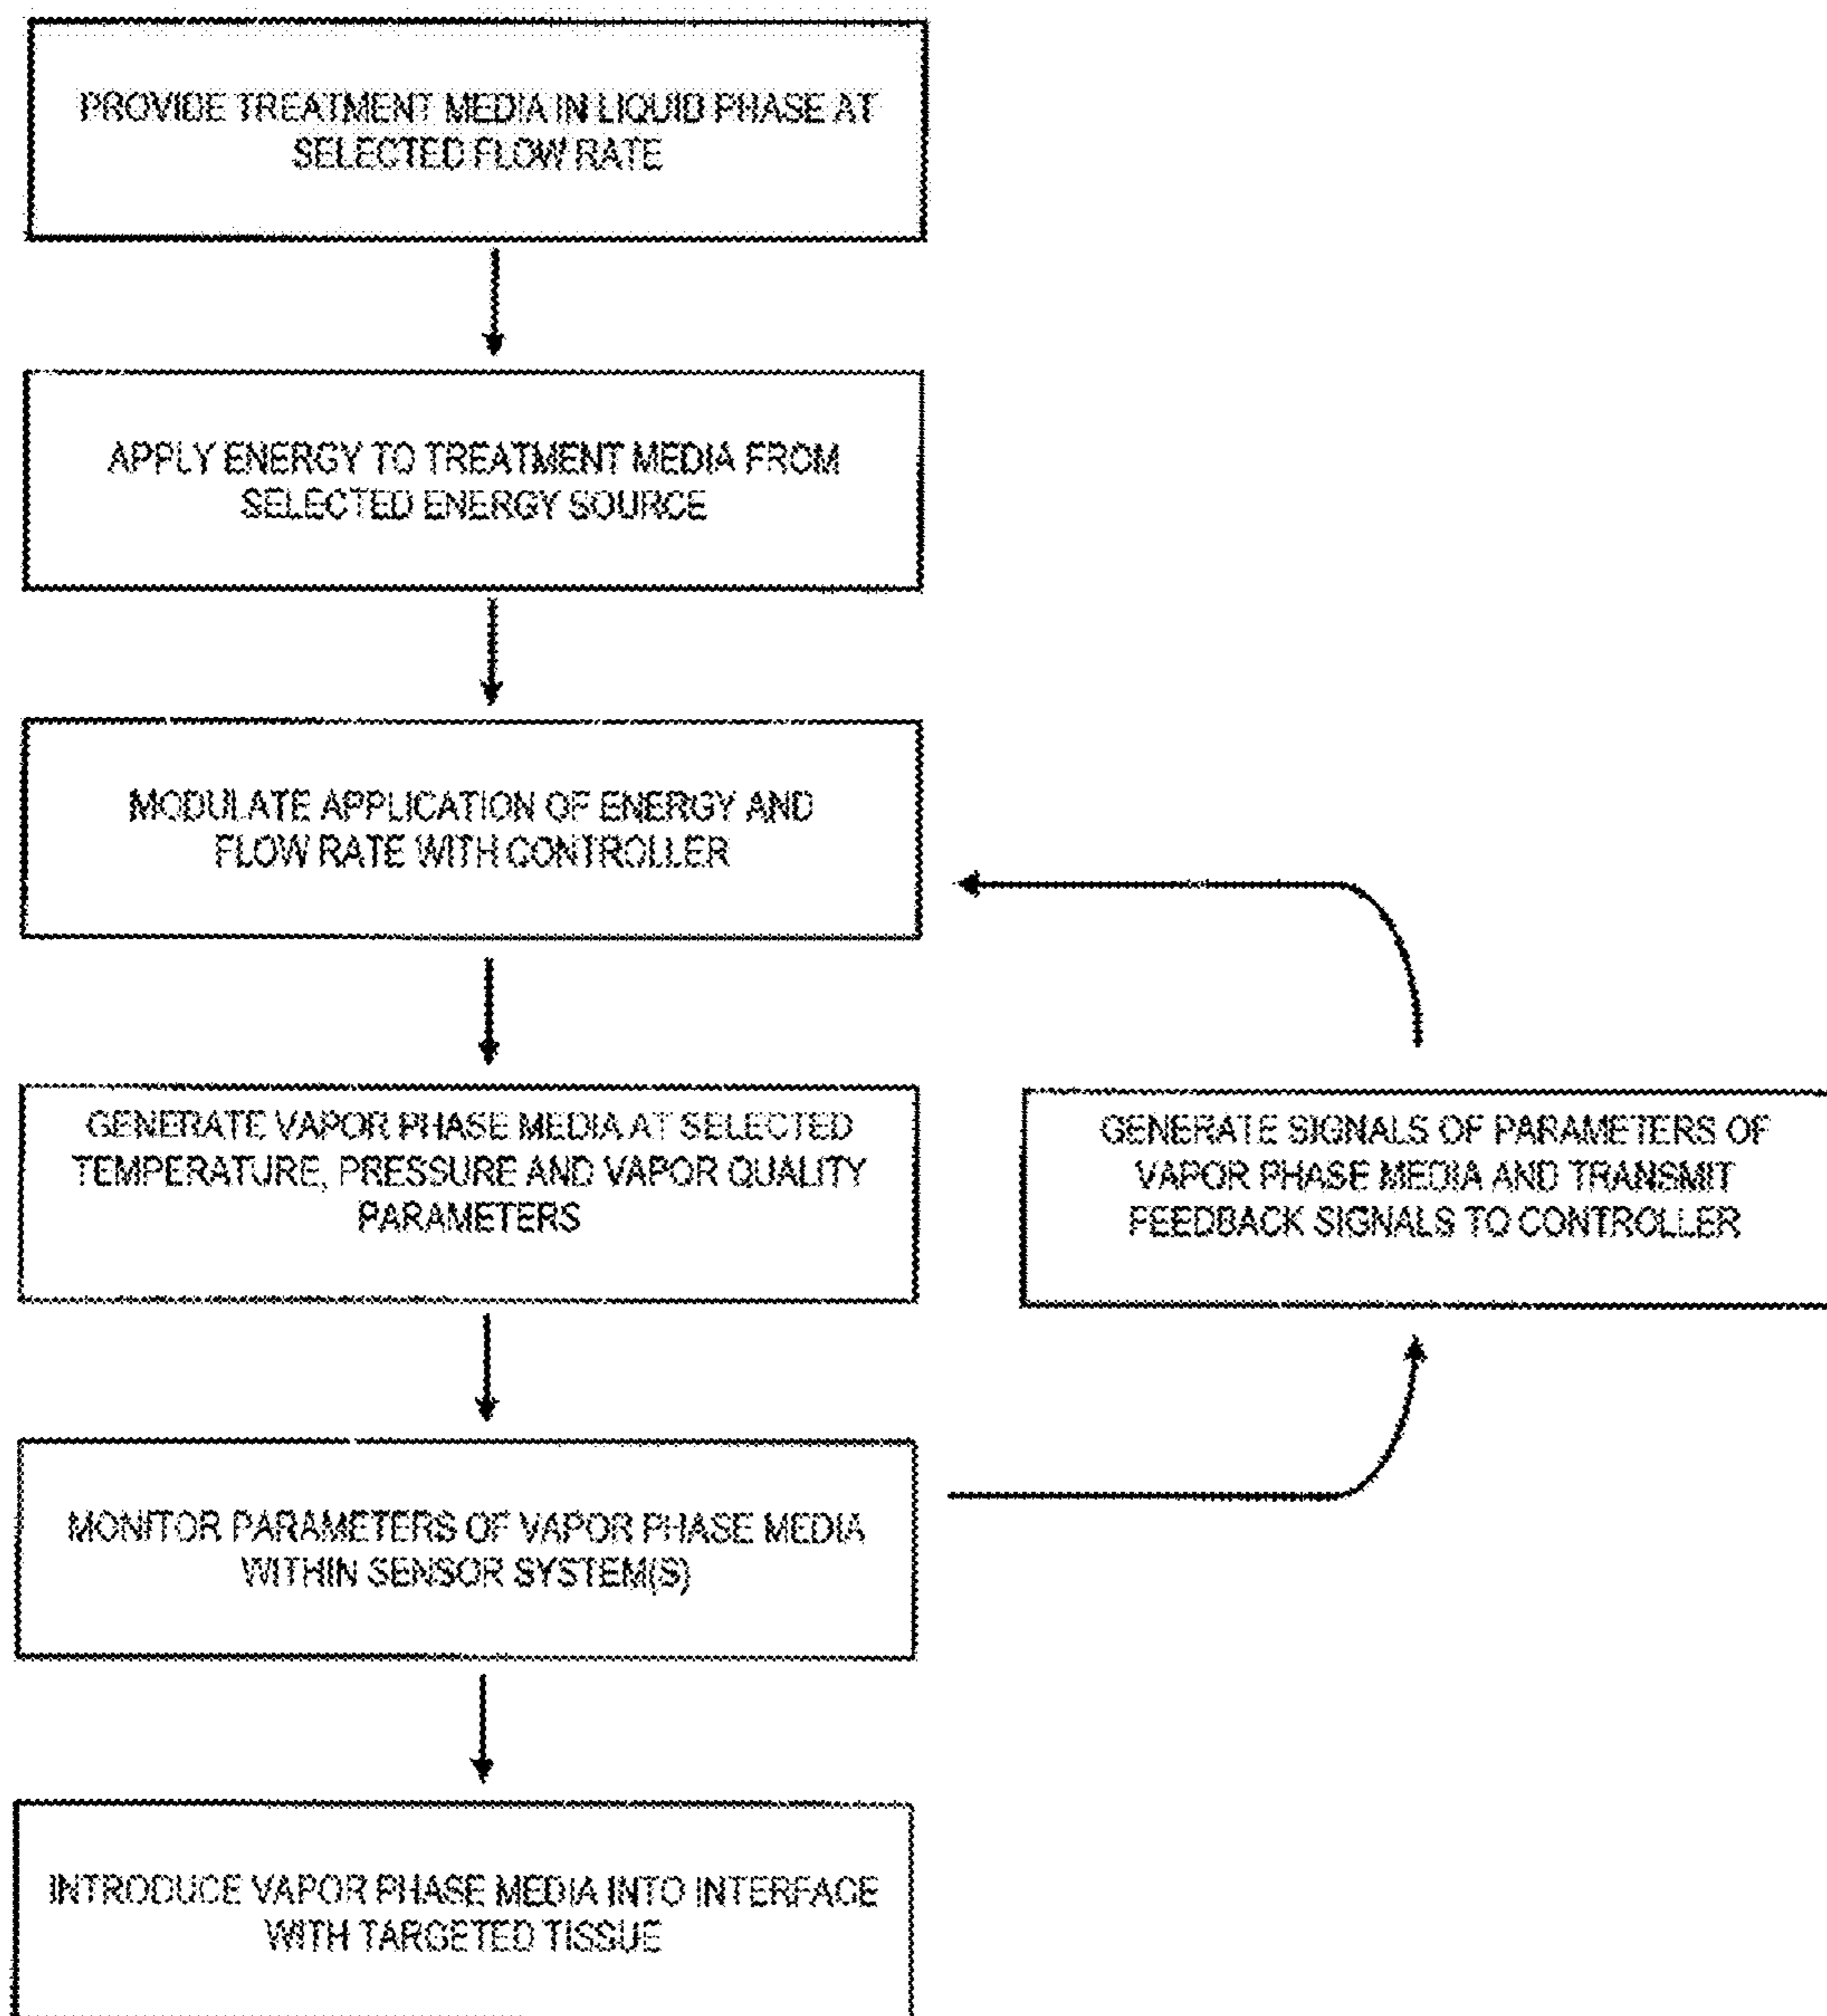 PROVIDE TREATMENT MEDIA IN LIQUID PHASE AT
SELECTED FLOW RATE
APPLY ENERGY TO TREATMENT MEDIA FROM
SELECTED ENERGY SOURCE
MODULATE APPLICATION OF ENERGY AND
FLOW RATE WITH CONTROLLER
GENERATE VAPOR PHASE MEDIA AT SELECTED
TEMPERATURE, PRESSURE AND VAPOR QUALITY
PARAMETERS
GENERATE SIGNALS OF PARAMETERS OF
VAPOR PHASE MEDIA AND TRANSMIT
FEEDBACK SIGNALS TO CONTROLLER
MONITOR PARAMETERS OF VAPOR PHASE MEDIA
WITHIN SENSOR SYSTEM(S)
INTRODUCE VAPOR PHASE MEDIA INTO INTERFACE
WITH TARGETED TISSUE